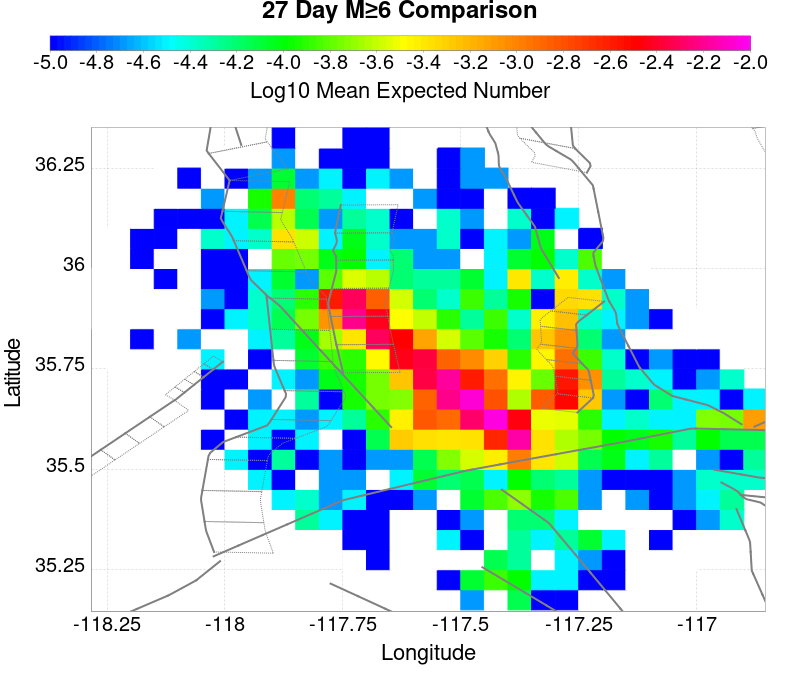 27 Day M≥6 Comparison
-5.0 -4.8 -4.6 -4.4 -4.2 -4.0 -3.8 -3.6 -3.4 -3.2 -3.0 -2.8 -2.6 -2.4 -2.2 -2.0
Log10 Mean Expected Number
36.25
36
35.75
35.5
35.25
Latitude
-118.25 -118 -117.75 -117.5 -117.25 -117
Longitude